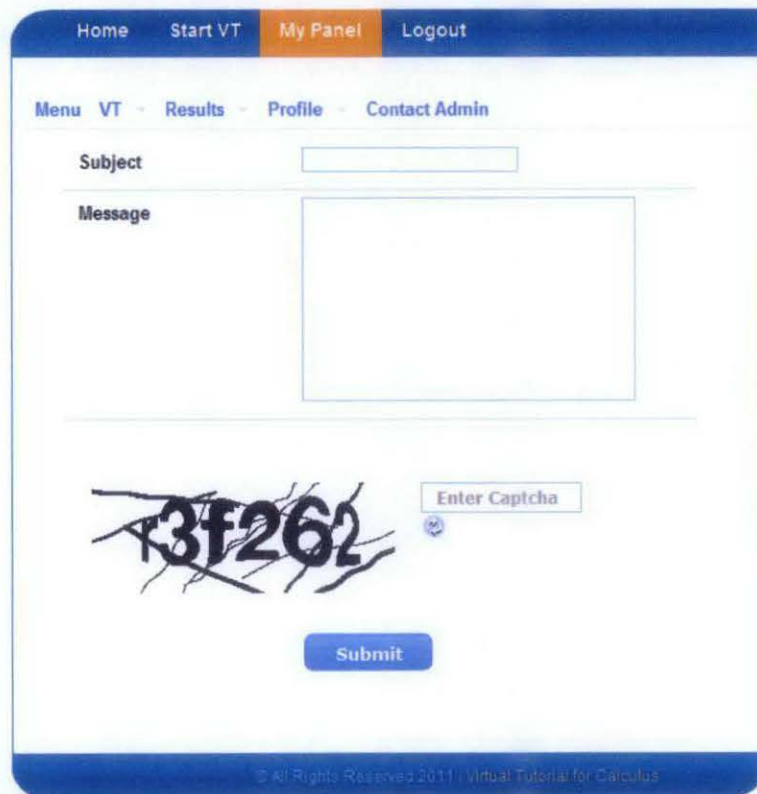 Home Start VT My Panel Logout
Menu VT Results Profile Contact Admin
Subject
Message
r3f262
Enter Captcha
Submit
© All Rights Reserved 2011 | Virtual Tutorial for Calculus